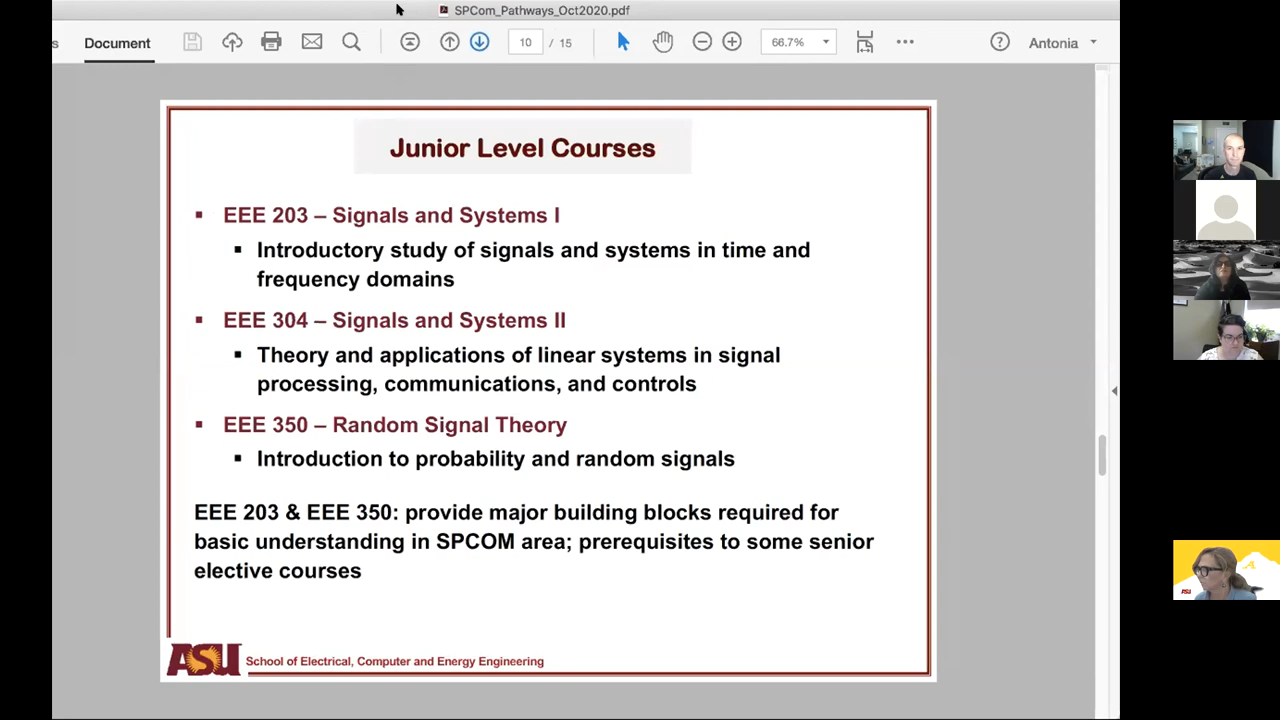 SPCom_Pathways_Oct2020.pdf
s
Document
10 / 15
66.7%
Antonia
Junior Level Courses
▪ EEE 203 – Signals and Systems I
▪ Introductory study of signals and systems in time and
frequency domains
▪ EEE 304 – Signals and Systems II
▪ Theory and applications of linear systems in signal
processing, communications, and controls
▪ EEE 350 – Random Signal Theory
▪ Introduction to probability and random signals
EEE 203 & EEE 350: provide major building blocks required for
basic understanding in SPCOM area; prerequisites to some senior
elective courses
ASU School of Electrical, Computer and Energy Engineering
ASU